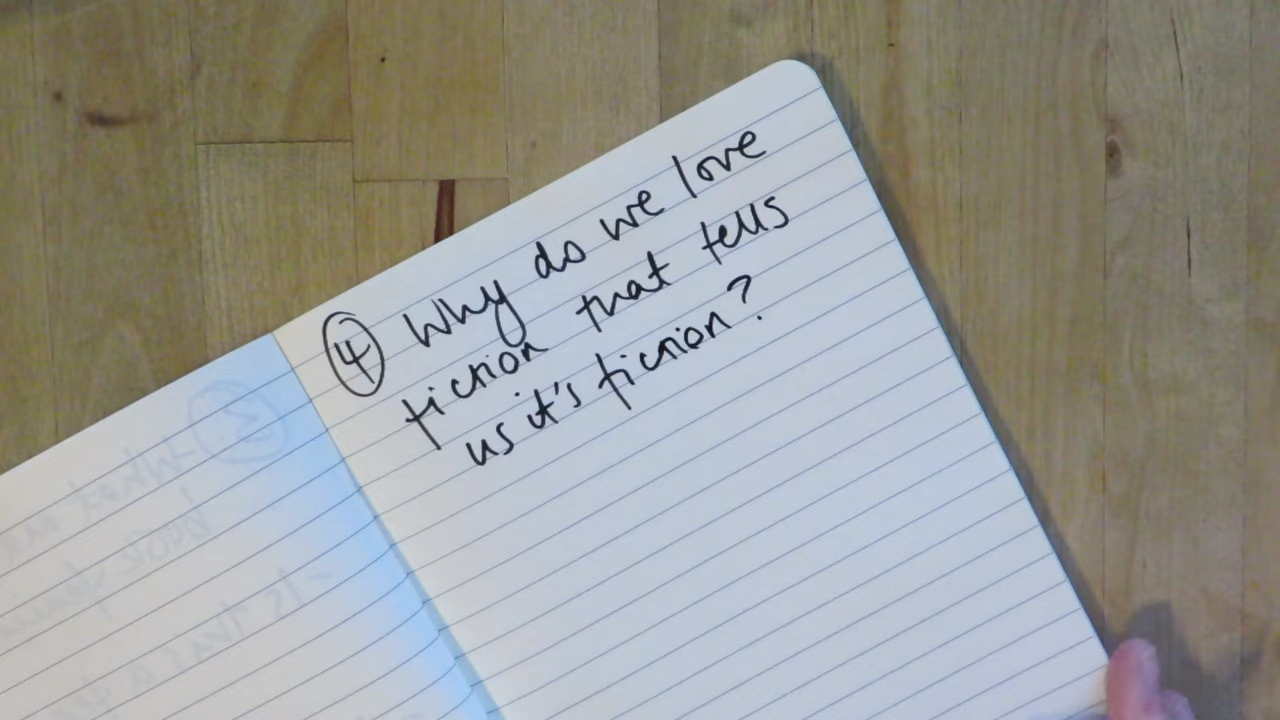 ④ Why do we love
fiction that tells
us it's fiction?